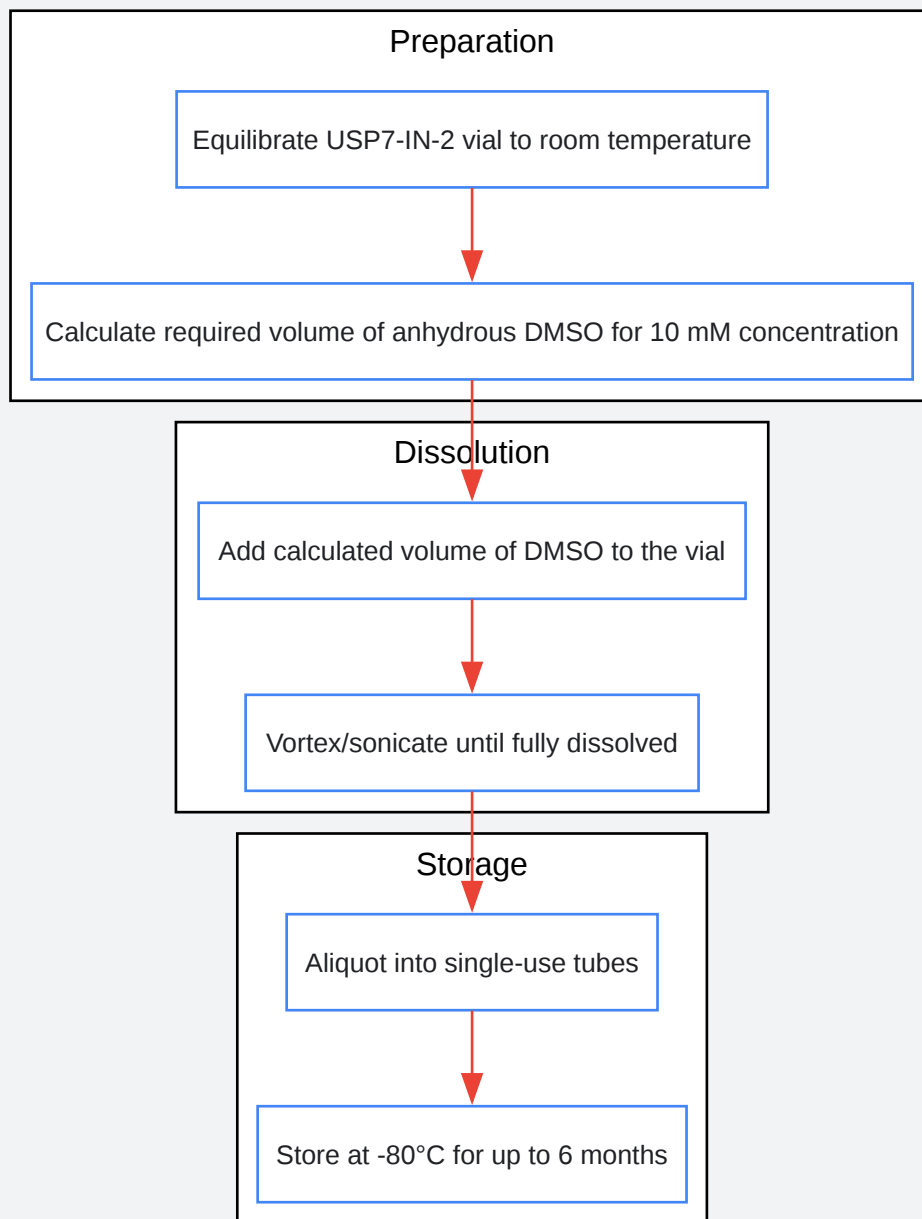 Preparation
Equilibrate USP7-IN-2 vial to room temperature
Calculate required volume of anhydrous DMSO for 10 mM concentration
Dissolution
Add calculated volume of DMSO to the vial
Vortex/sonicate until fully dissolved
Storage
Aliquot into single-use tubes
Store at -80°C for up to 6 months